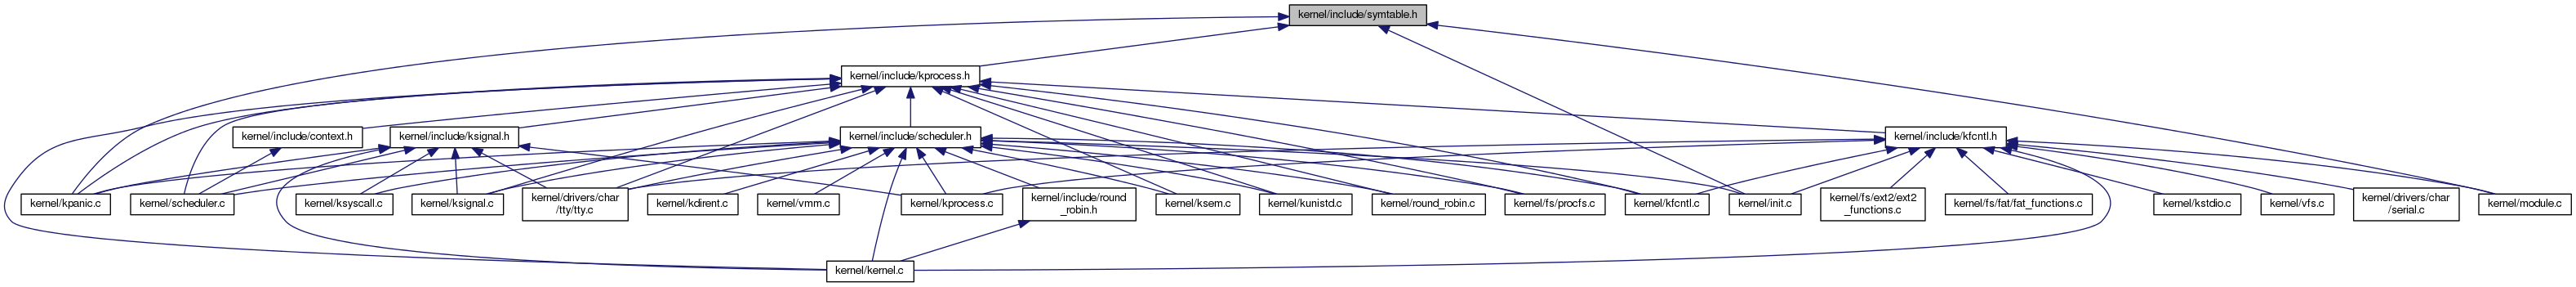 kernel/include/symtable.h
kernel/include/kprocess.h
kernel/include/context.h
kernel/include/ksignal.h
kernel/include/scheduler.h
kernel/include/kfcntl.h
kernel/kpanic.c
kernel/scheduler.c
kernel/ksyscall.c
kernel/ksignal.c
kernel/drivers/char
/tty/tty.c
kernel/kdirent.c
kernel/vmm.c
kernel/kprocess.c
kernel/include/round
_robin.h
kernel/ksem.c
kernel/kunistd.c
kernel/round_robin.c
kernel/fs/procfs.c
kernel/kfcntl.c
kernel/init.c
kernel/fs/ext2/ext2
_functions.c
kernel/fs/fat/fat_functions.c
kernel/kstdio.c
kernel/vfs.c
kernel/drivers/char
/serial.c
kernel/module.c
kernel/kernel.c